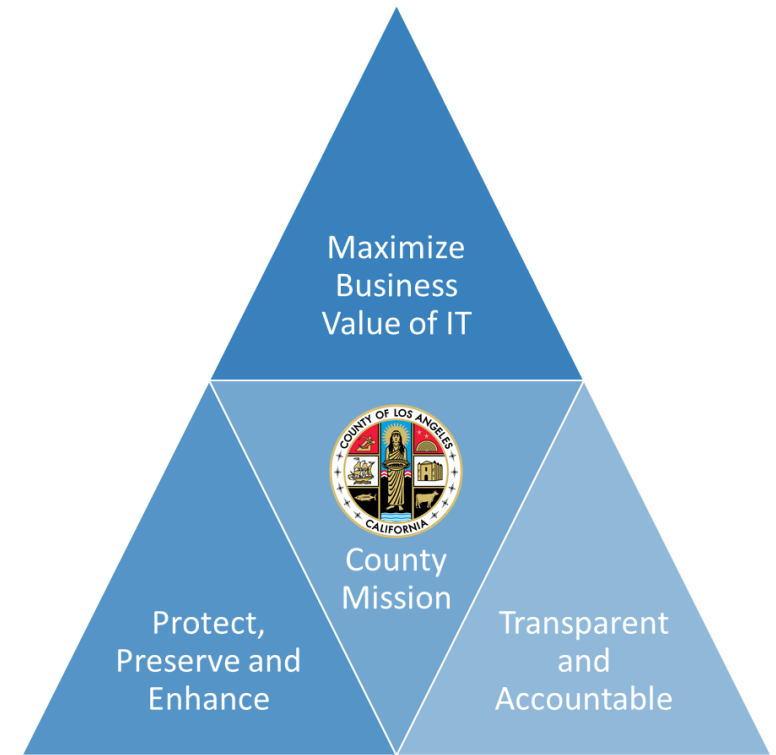 Maximize
Business
Value of IT
COUNTY OF LOS ANGELES
CALIFORNIA
County
Mission
Protect,
Preserve and
Enhance
Transparent
and
Accountable